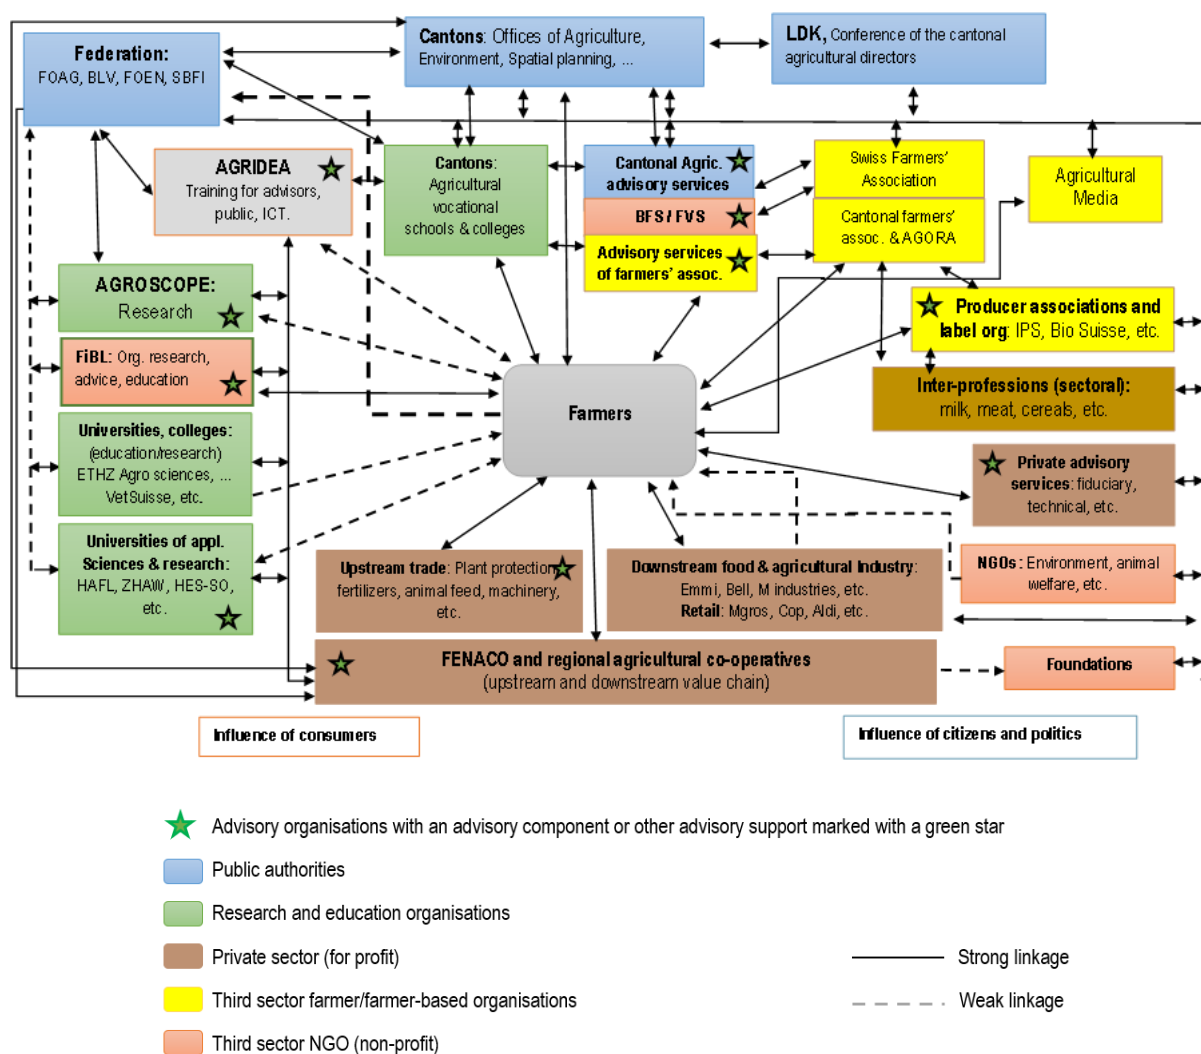 Federation:
FOAG, BLV, FOEN, SBFI
Cantons: Offices of Agriculture,
Environment, Spatial planning, ...
LDK, Conference of the cantonal
agricultural directors
AGRIDEA
Training for advisors,
public, ICT.
Cantons:
Agricultural
vocational
schools & colleges
Cantonal Agric.
advisory services
BFS / FVS
Advisory services
of farmers' assoc.
Swiss Farmers'
Association
Cantonal farmers'
assoc. & AGORA
Agricultural
Media
AGROSCOPE:
Research
FiBL: Org. research,
advice, education
Universities, colleges:
(education/research)
ETHZ Agro sciences, ...
VetSuisse, etc.
Universities of appl.
Sciences & research:
HAFL, ZHAW, HES-SO,
etc.
Farmers
Producer associations and
label org: IPS, Bio Suisse, etc.
Inter-professions (sectoral):
milk, meat, cereals, etc.
Private advisory
services: fiduciary,
technical, etc.
NGOs: Environment, animal
welfare, etc.
Upstream trade: Plant protection,
fertilizers, animal feed, machinery,
etc.
Downstream food & agricultural Industry:
Emmi, Bell, M industries, etc.
Retail: Mgros, Cop, Aldi, etc.
FENACO and regional agricultural co-operatives
(upstream and downstream value chain)
Foundations
Influence of consumers
Influence of citizens and politics
Advisory organisations with an advisory component or other advisory support marked with a green star
Public authorities
Research and education organisations
Private sector (for profit)
Strong linkage
Third sector farmer/farmer-based organisations
Weak linkage
Third sector NGO (non-profit)